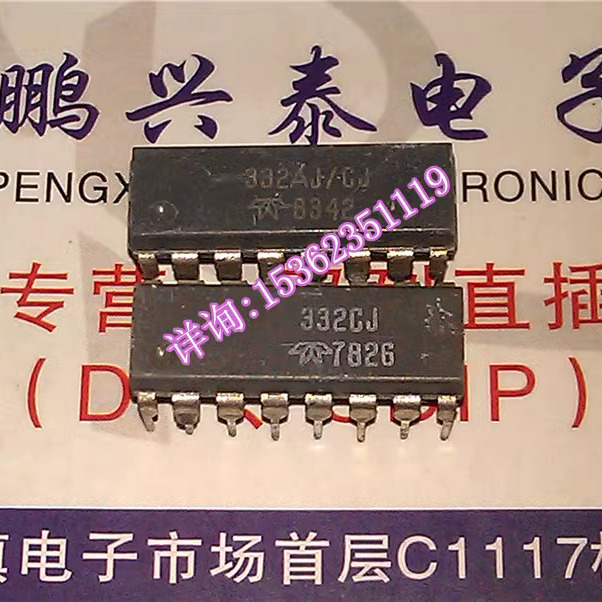 鹏兴泰电子
PENGX
RONIC
332AJ/CJ
8342
详询:15362351119
专营
直插
332CJ
7826
(D
IP)
电子市场首层C1117